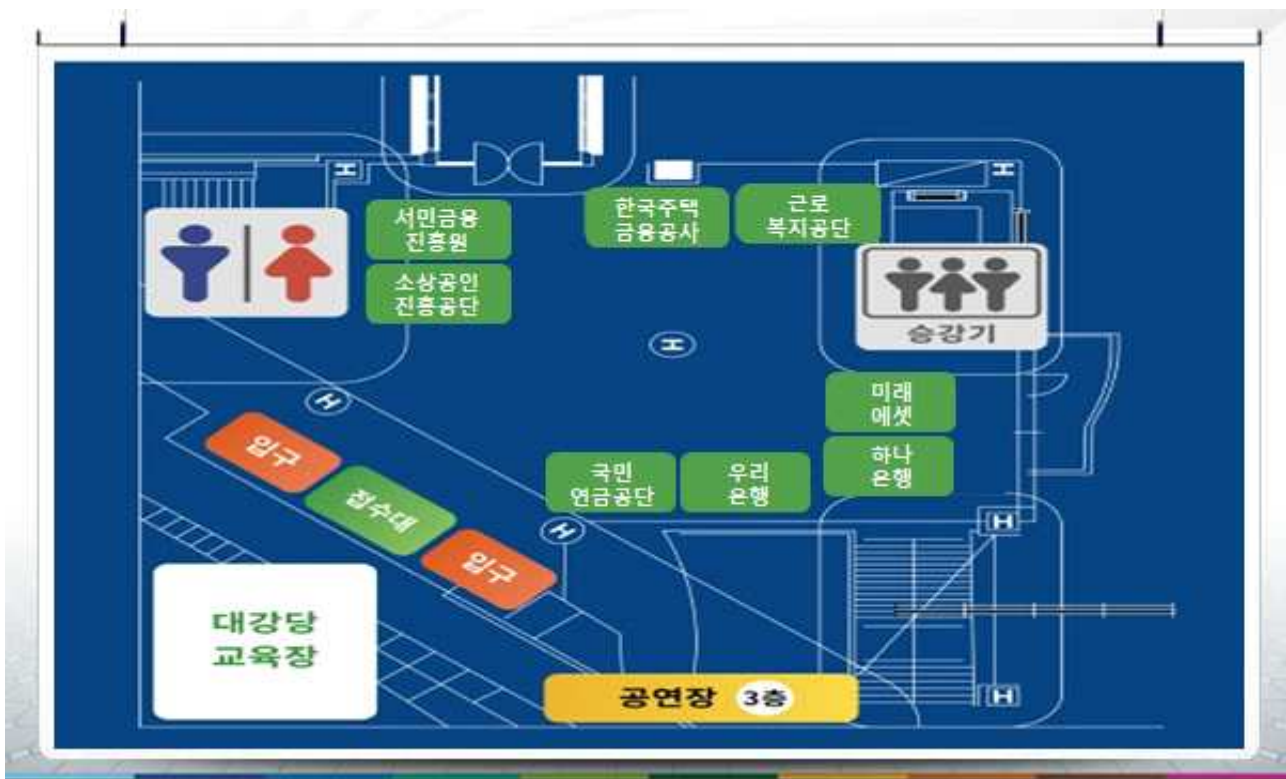 서민금융
진흥원
한국주택
금융공사
근로
복지공단
소상공인
진흥공단
승강기
미래
에셋
입구
국민
연금공단
우리
은행
하나
은행
접수대
입구
대강당
교육장
공연장 3층
H
H
H
H
H
H